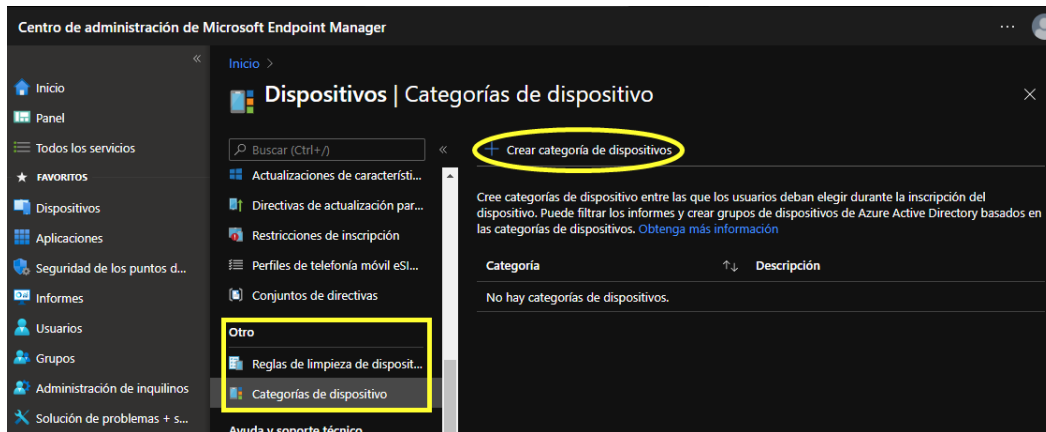 Centro de administración de Microsoft Endpoint Manager
...
«
Inicio
Panel
Todos los servicios
FAVORITOS
Dispositivos
Aplicaciones
Seguridad de los puntos d...
Informes
Usuarios
Grupos
Administración de inquilinos
Solución de problemas + s...
Inicio >
Dispositivos | Categorías de dispositivo
Buscar (Ctrl+/)
«
Actualizaciones de característi...
Directivas de actualización par...
Restricciones de inscripción
Perfiles de telefonía móvil eSI...
Conjuntos de directivas
Otro
Reglas de limpieza de disposit...
Categorías de dispositivo
Ayuda y soporte técnico
+ Crear categoría de dispositivos
Cree categorías de dispositivo entre las que los usuarios deban elegir durante la inscripción del
dispositivo. Puede filtrar los informes y crear grupos de dispositivos de Azure Active Directory basados en
las categorías de dispositivos. Obtenga más información
Categoría ↑↓ Descripción
No hay categorías de dispositivos.